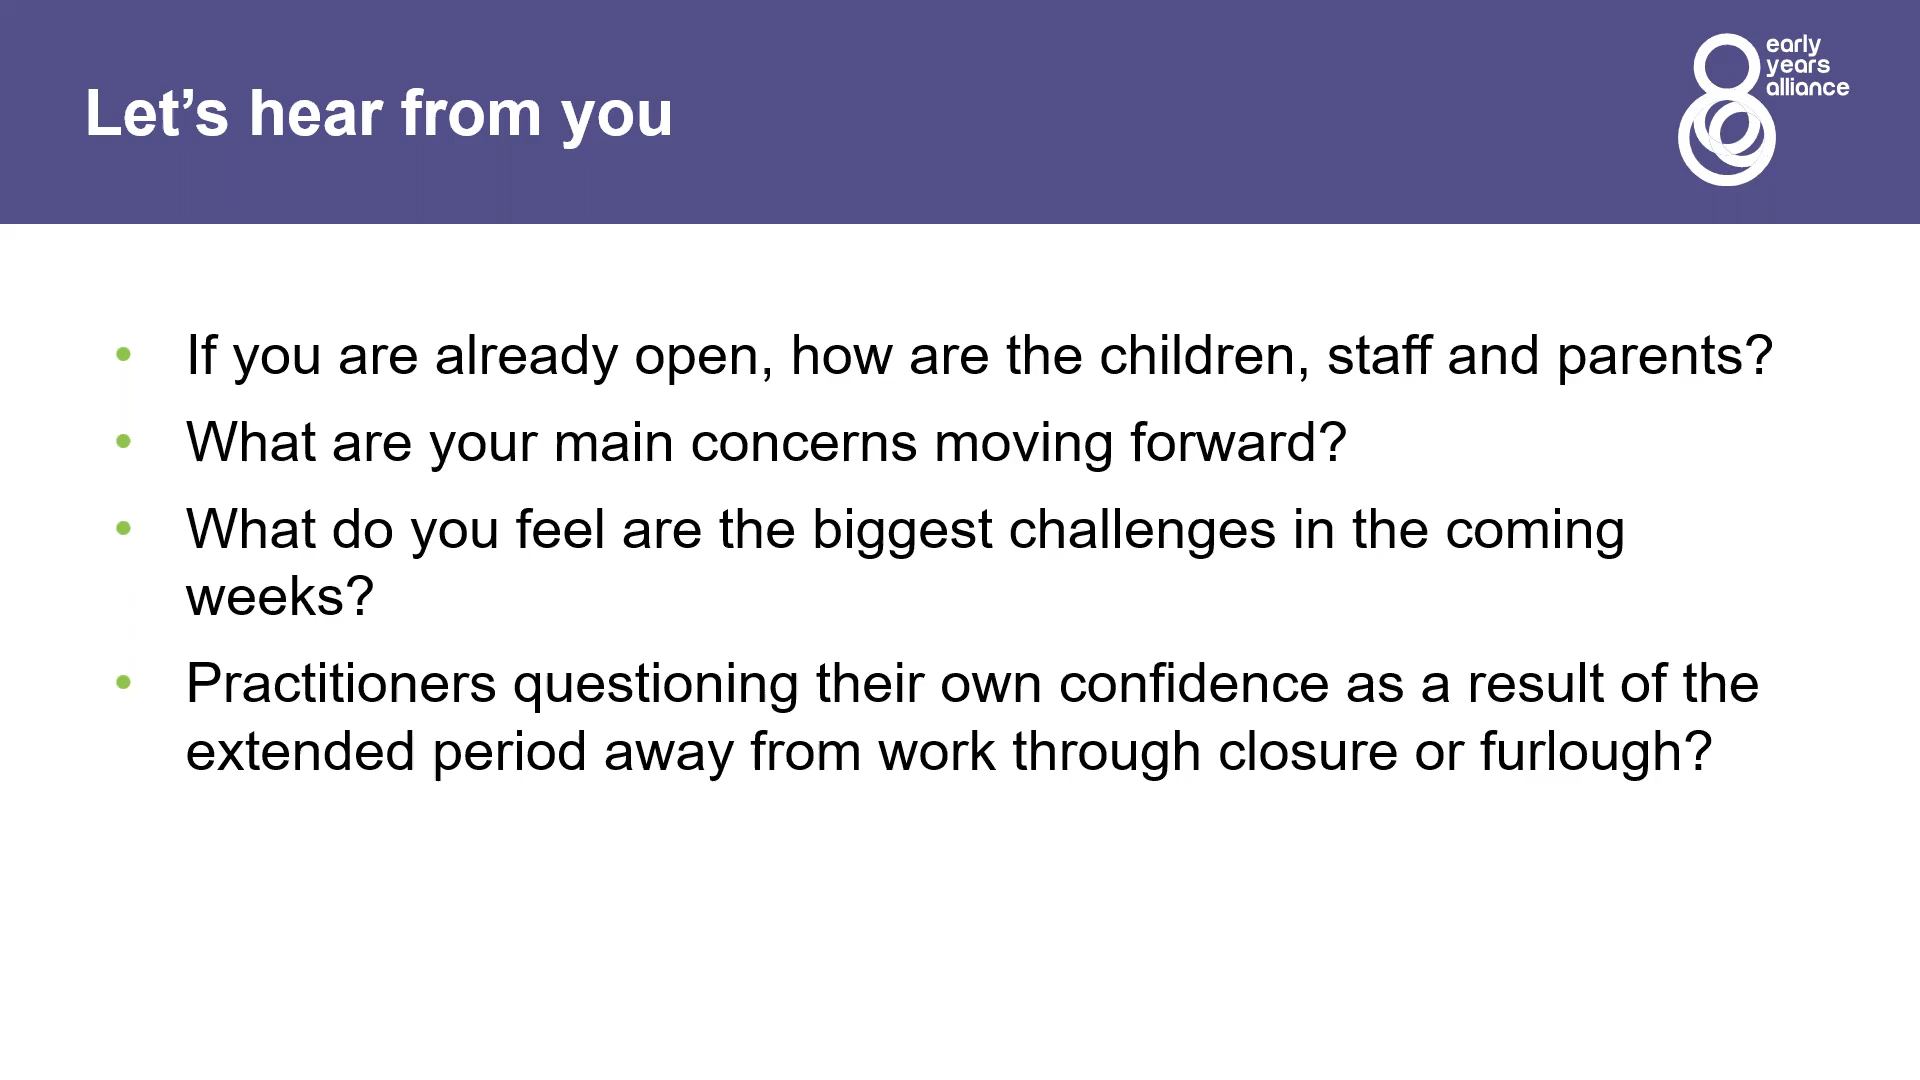 Let’s hear from you
early
years
alliance
• If you are already open, how are the children, staff and parents?
• What are your main concerns moving forward?
• What do you feel are the biggest challenges in the coming
weeks?
• Practitioners questioning their own confidence as a result of the
extended period away from work through closure or furlough?